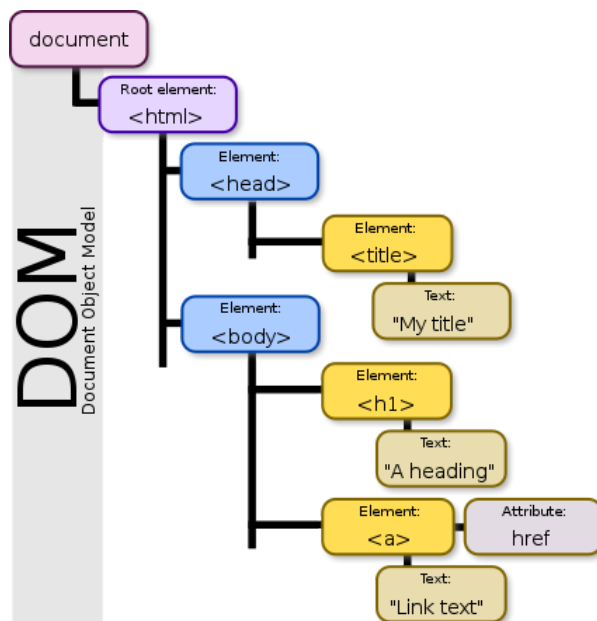 document
Root element:
<html>
Element:
<head>
Element:
<title>
Text:
"My title"
Element:
<body>
Element:
<h1>
Text:
"A heading"
Element:
<a>
Attribute:
href
Text:
"Link text"
DOM
Document Object Model